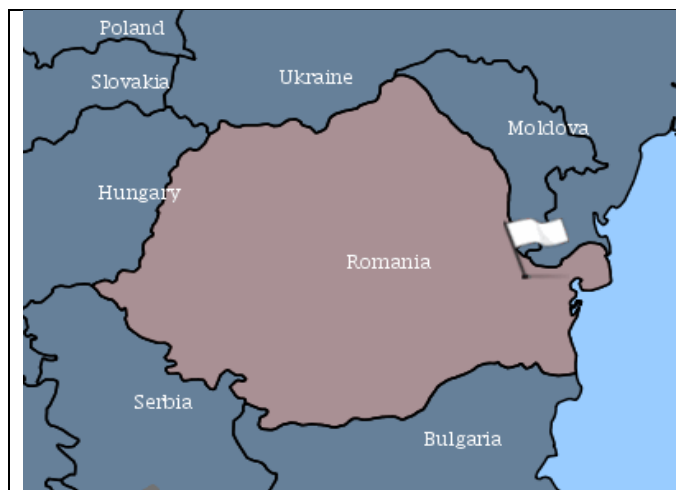 Poland
Slovakia
Ukraine
Moldova
Hungary
Romania
Serbia
Bulgaria